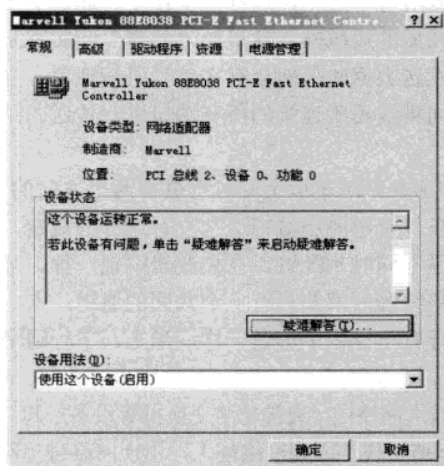 Marvell Yukon 88E8038 PCI-E Fast Ethernet Contro...
常规 高级 驱动程序 资源 电源管理
Marvell Yukon 88E8038 PCI-E Fast Ethernet
Controller
设备类型: 网络适配器
制造商: Marvell
位置: PCI 总线 2、设备 0、功能 0
设备状态
这个设备运转正常。
若此设备有问题，单击“疑难解答”来启动疑难解答。
疑难解答(T)...
设备用法(D):
使用这个设备(启用)
确定 取消